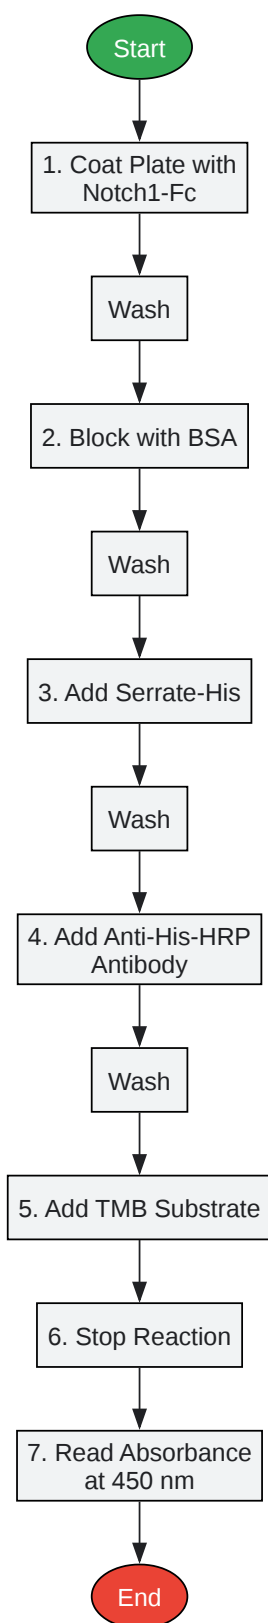 Start
1. Coat Plate with
Notch1-Fc
Wash
2. Block with BSA
Wash
3. Add Serrate-His
Wash
4. Add Anti-His-HRP
Antibody
Wash
5. Add TMB Substrate
6. Stop Reaction
7. Read Absorbance
at 450 nm
End